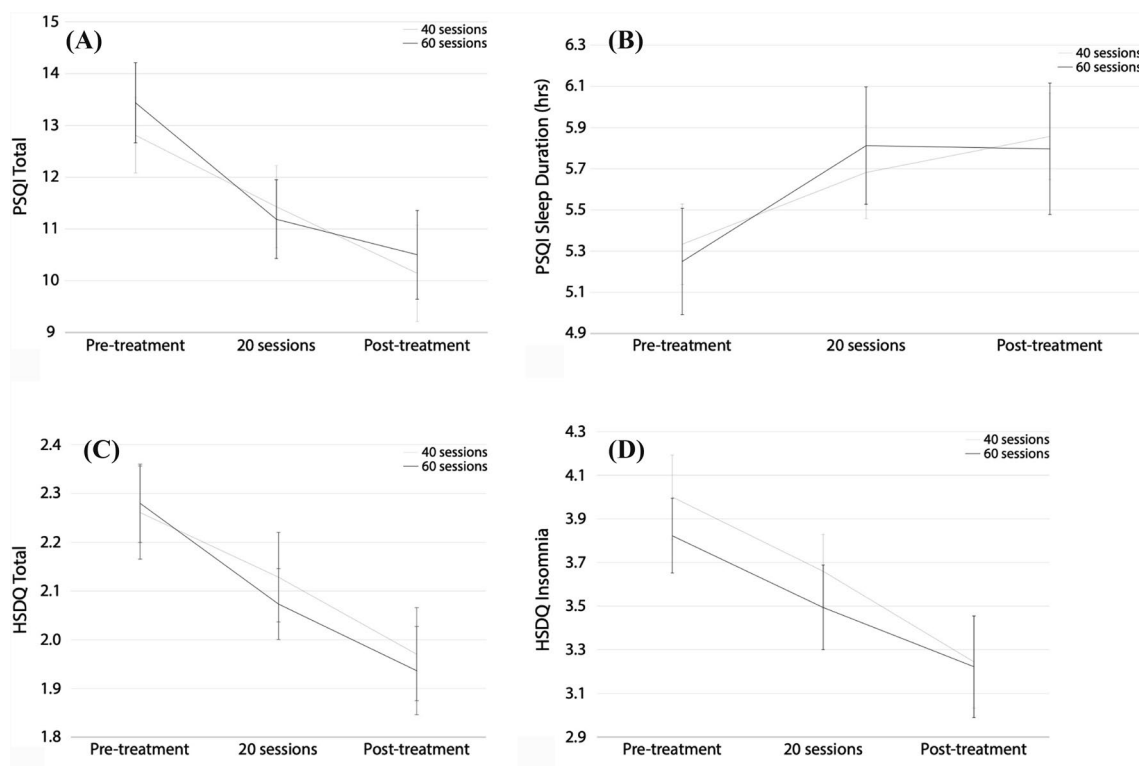 (A)
40 sessions
60 sessions
PSQI Total
15
14
13
12
11
10
9
Pre-treatment
20 sessions
Post-treatment
(B)
40 sessions
60 sessions
PSQI Sleep Duration (hrs)
6.3
6.1
5.9
5.7
5.5
5.3
5.1
4.9
Pre-treatment
20 sessions
Post-treatment
(C)
40 sessions
60 sessions
HSDQ Total
2.4
2.3
2.2
2.1
2.0
1.9
1.8
Pre-treatment
20 sessions
Post-treatment
(D)
40 sessions
60 sessions
HSDQ Insomnia
4.3
4.1
3.9
3.7
3.5
3.3
3.1
2.9
Pre-treatment
20 sessions
Post-treatment